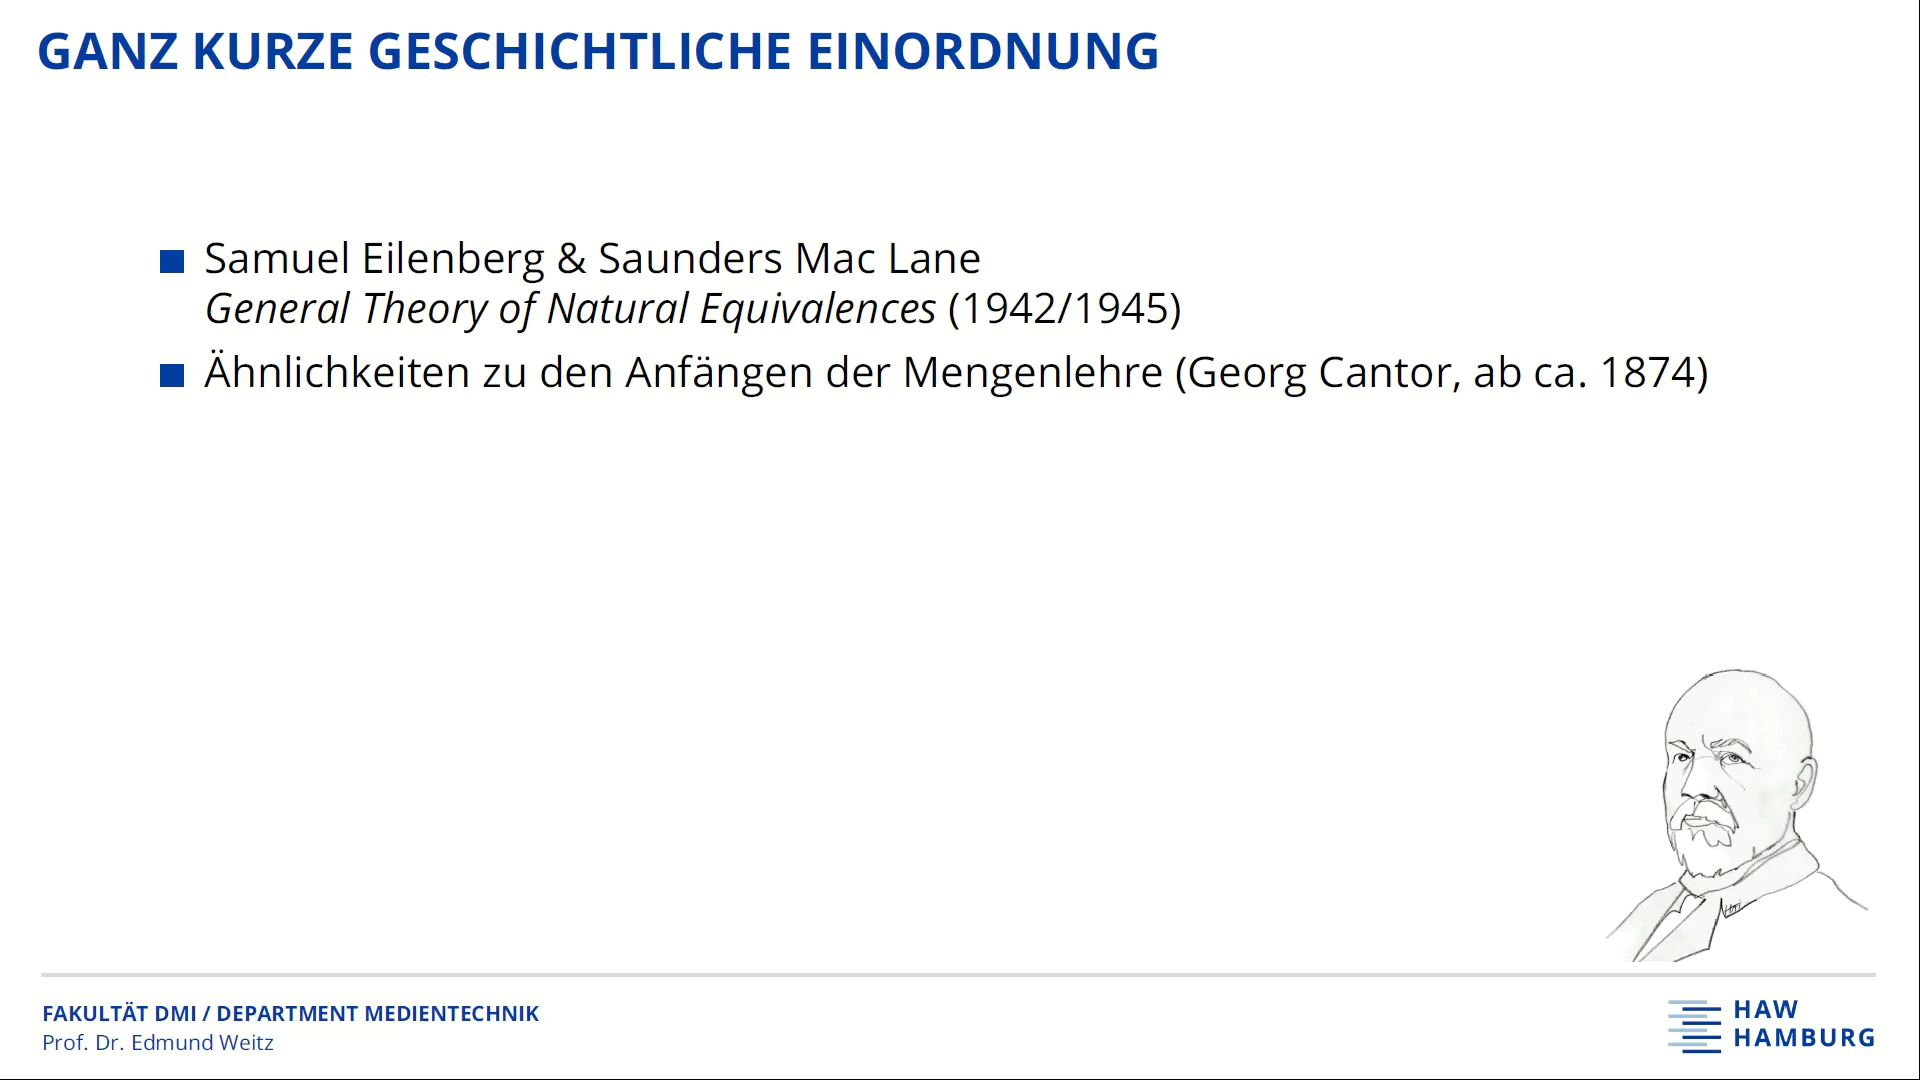 GANZ KURZE GESCHICHTLICHE EINORDNUNG
Samuel Eilenberg & Saunders Mac Lane
General Theory of Natural Equivalences (1942/1945)
Ähnlichkeiten zu den Anfängen der Mengenlehre (Georg Cantor, ab ca. 1874)
FAKULTÄT DMI / DEPARTMENT MEDIENTECHNIK
Prof. Dr. Edmund Weitz
HAW
HAMBURG